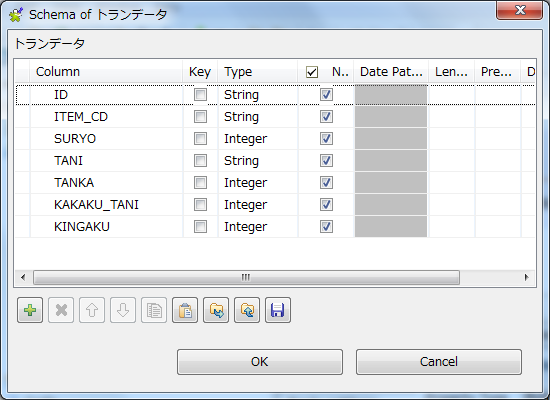 Schema of トランデータ
トランデータ
Column Key Type N.. Date Pat... Len... Pre... D
ID String
ITEM_CD String
SURYO Integer
TANI String
TANKA Integer
KAKAKU_TANI Integer
KINGAKU Integer
OK Cancel